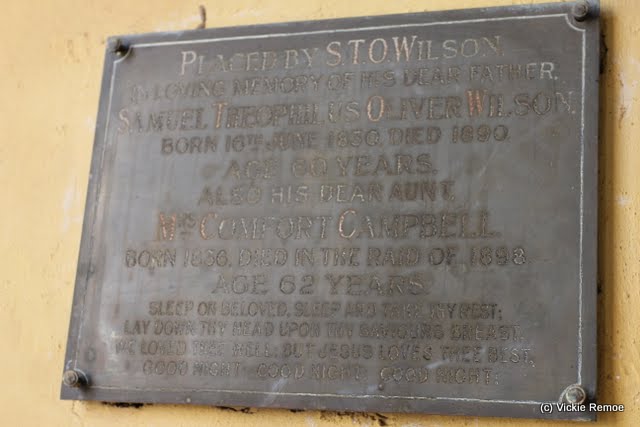 PLACED BY S.T.O WILSON.
IN LOVING MEMORY OF HIS DEAR FATHER,
SAMUEL THEOPHILUS OLIVER WILSON.
BORN 16TH JUNE 1830. DIED 1890.
AGE 60 YEARS.
ALSO HIS DEAR AUNT.
MRS COMFORT CAMPBELL.
BORN 1836. DIED IN THE RAID OF 1898
AGE 62 YEARS
SLEEP ON BELOVED, SLEEP AND TAKE THY REST;
LAY DOWN THY HEAD UPON THY SAVIOURS BREAST.
WE LOVED THEE WELL; BUT JESUS LOVES THEE BEST.
GOOD NIGHT; GOOD NIGHT; GOOD NIGHT;
(c) Vickie Remoe